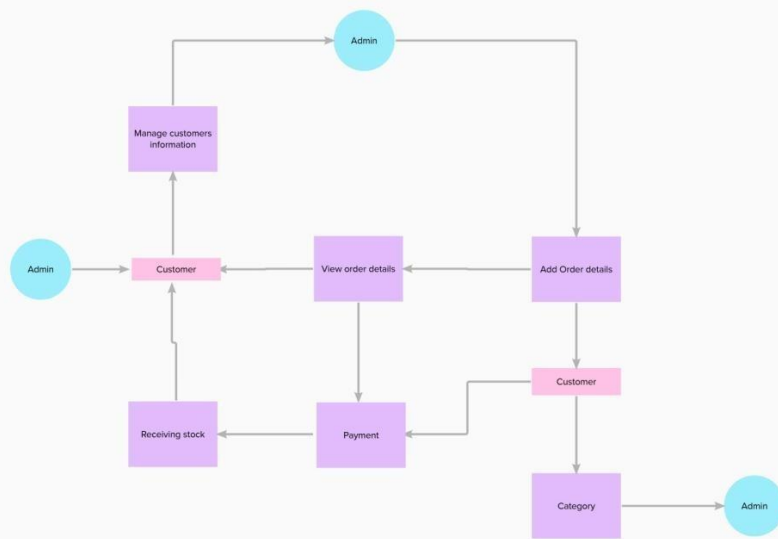 Admin
Manage customers
information
Admin
Customer
View order details
Add Order details
Customer
Receiving stock
Payment
Category
Admin